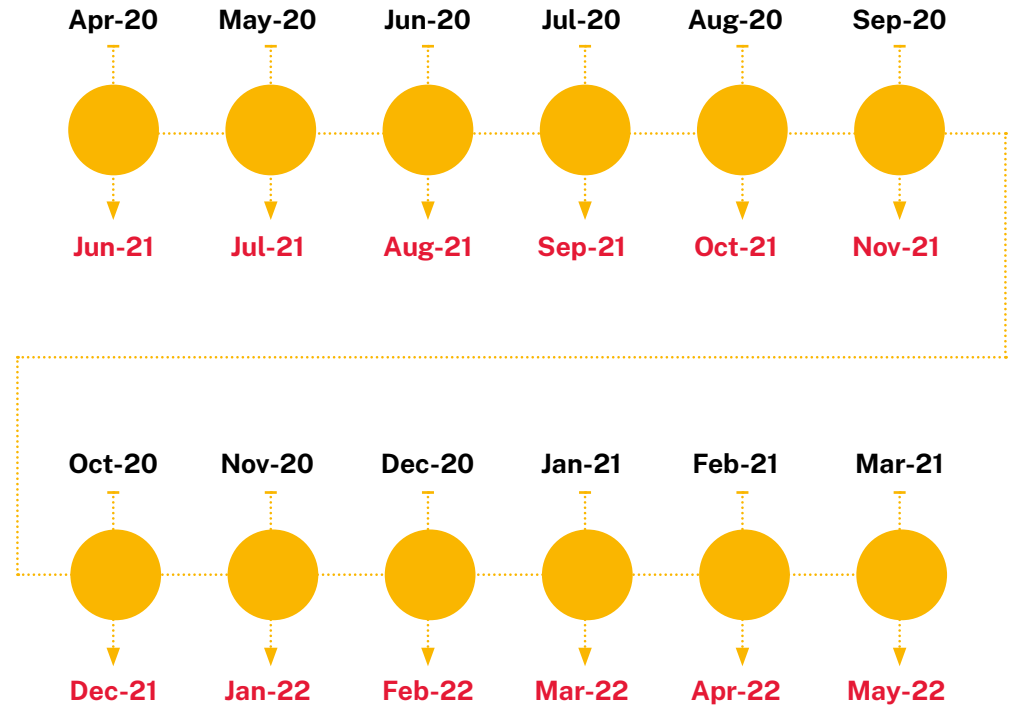 Apr-20 May-20 Jun-20 Jul-20 Aug-20 Sep-20
Jun-21 Jul-21 Aug-21 Sep-21 Oct-21 Nov-21
Oct-20 Nov-20 Dec-20 Jan-21 Feb-21 Mar-21
Dec-21 Jan-22 Feb-22 Mar-22 Apr-22 May-22